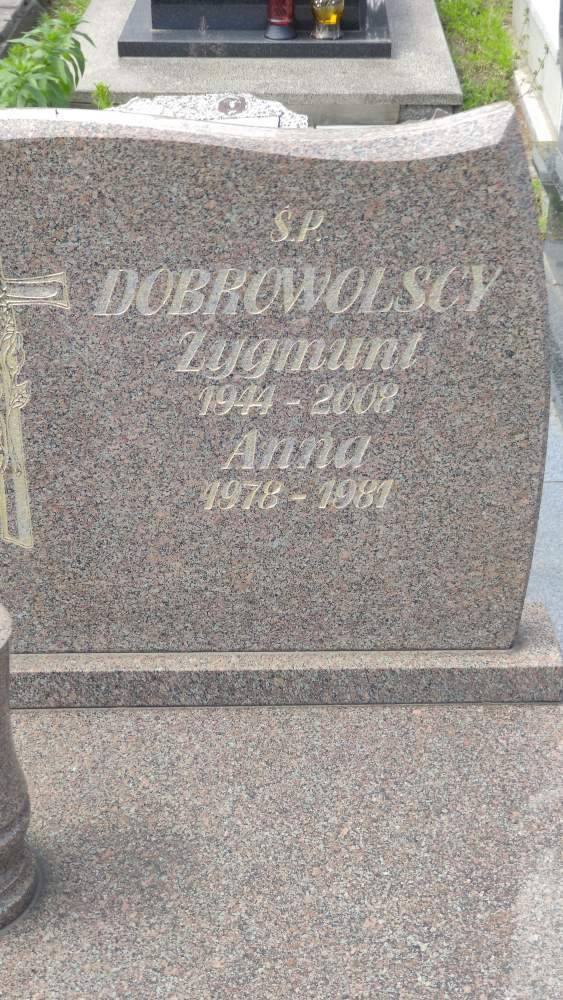 Ś.P.
DOBROWOLSCY
Zygmunt
1944 - 2008
Anna
1978 - 1981